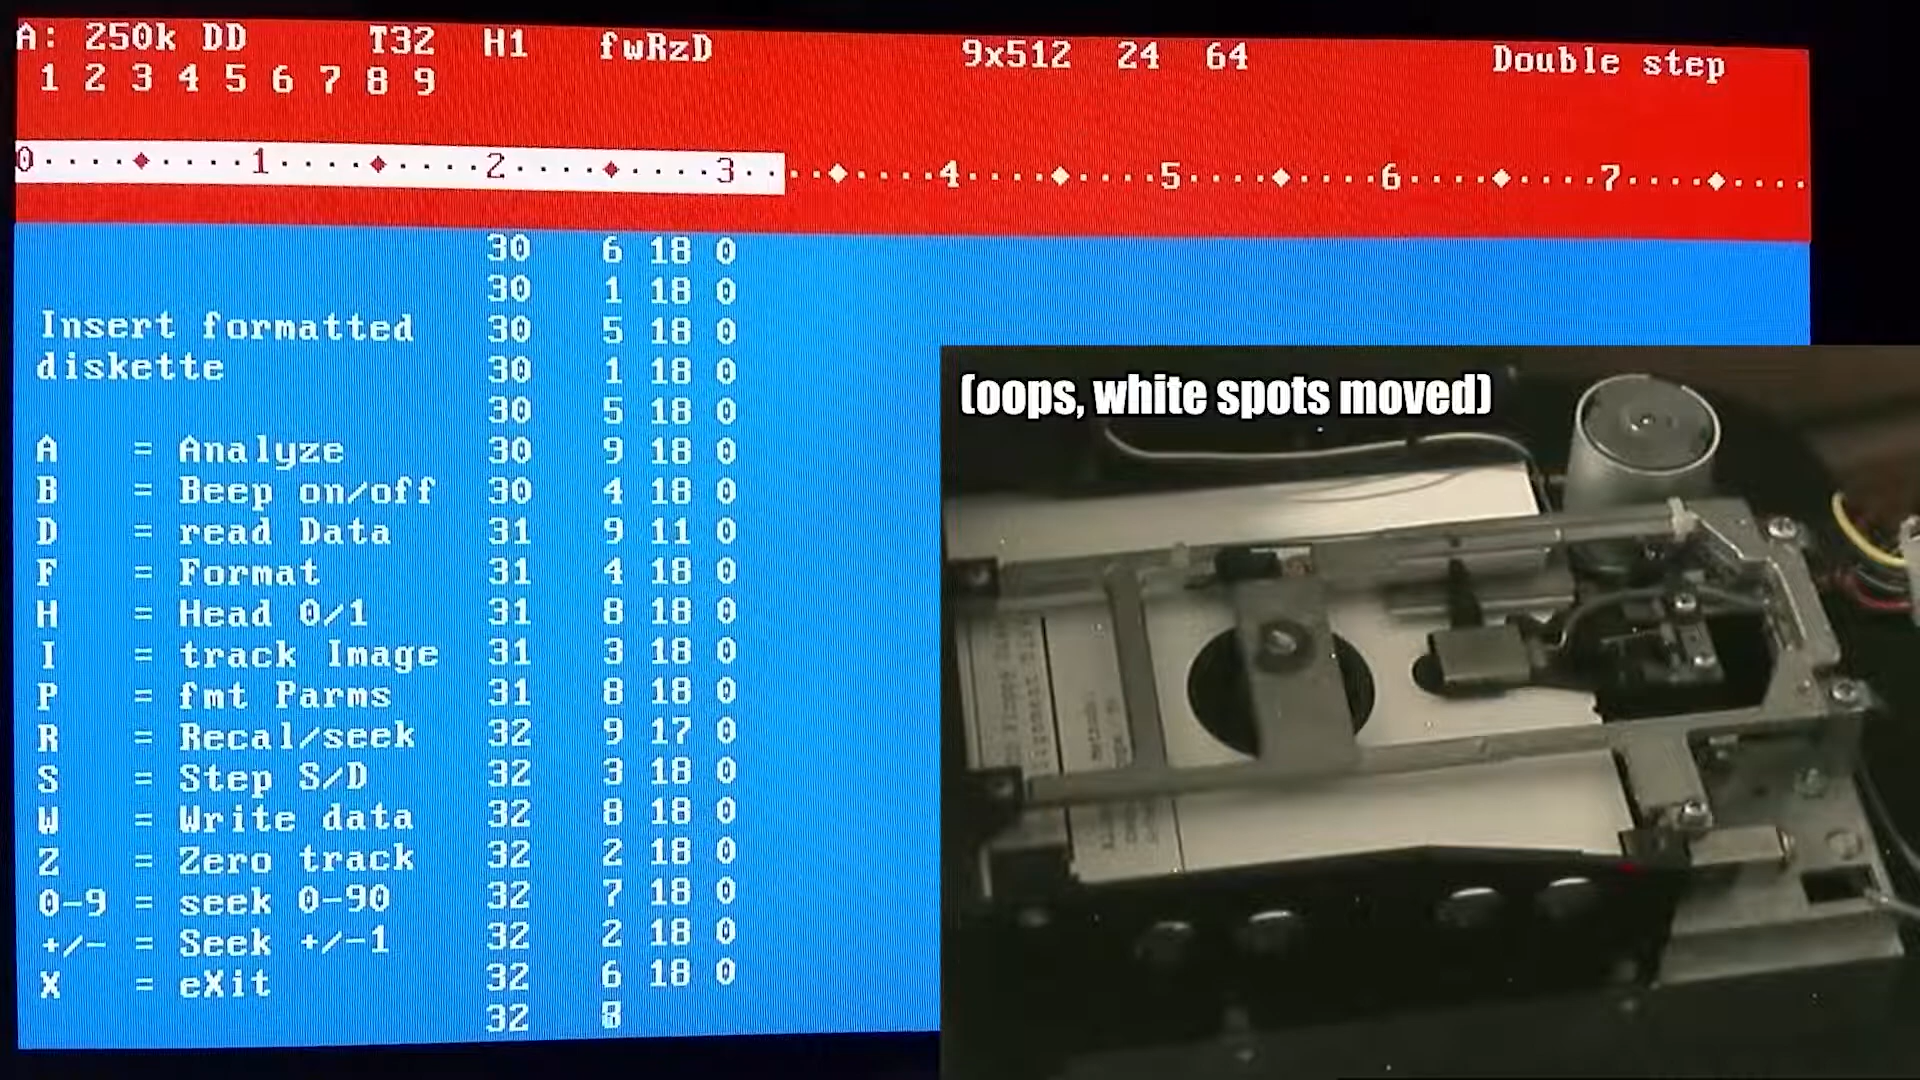 A: 250k DD T32 H1 fwRzD 9x512 24 64 Double step
1 2 3 4 5 6 7 8 9
0····♦····1····♦····2····♦····3····♦····4····♦····5····♦····6····♦····7····♦····
30 6 18 0
30 1 18 0
Insert formatted 30 5 18 0
diskette 30 1 18 0
30 5 18 0
A = Analyze 30 9 18 0
B = Beep on/off 30 4 18 0
D = read Data 31 9 11 0
F = Format 31 4 18 0
H = Head 0/1 31 8 18 0
I = track Image 31 3 18 0
P = fmt Parms 31 8 18 0
R = Recal/seek 32 9 17 0
S = Step S/D 32 3 18 0
W = Write data 32 8 18 0
Z = Zero track 32 2 18 0
0-9 = seek 0-90 32 7 18 0
+/- = Seek +/-1 32 2 18 0
X = eXit 32 6 18 0
32 8
(oops, white spots moved)